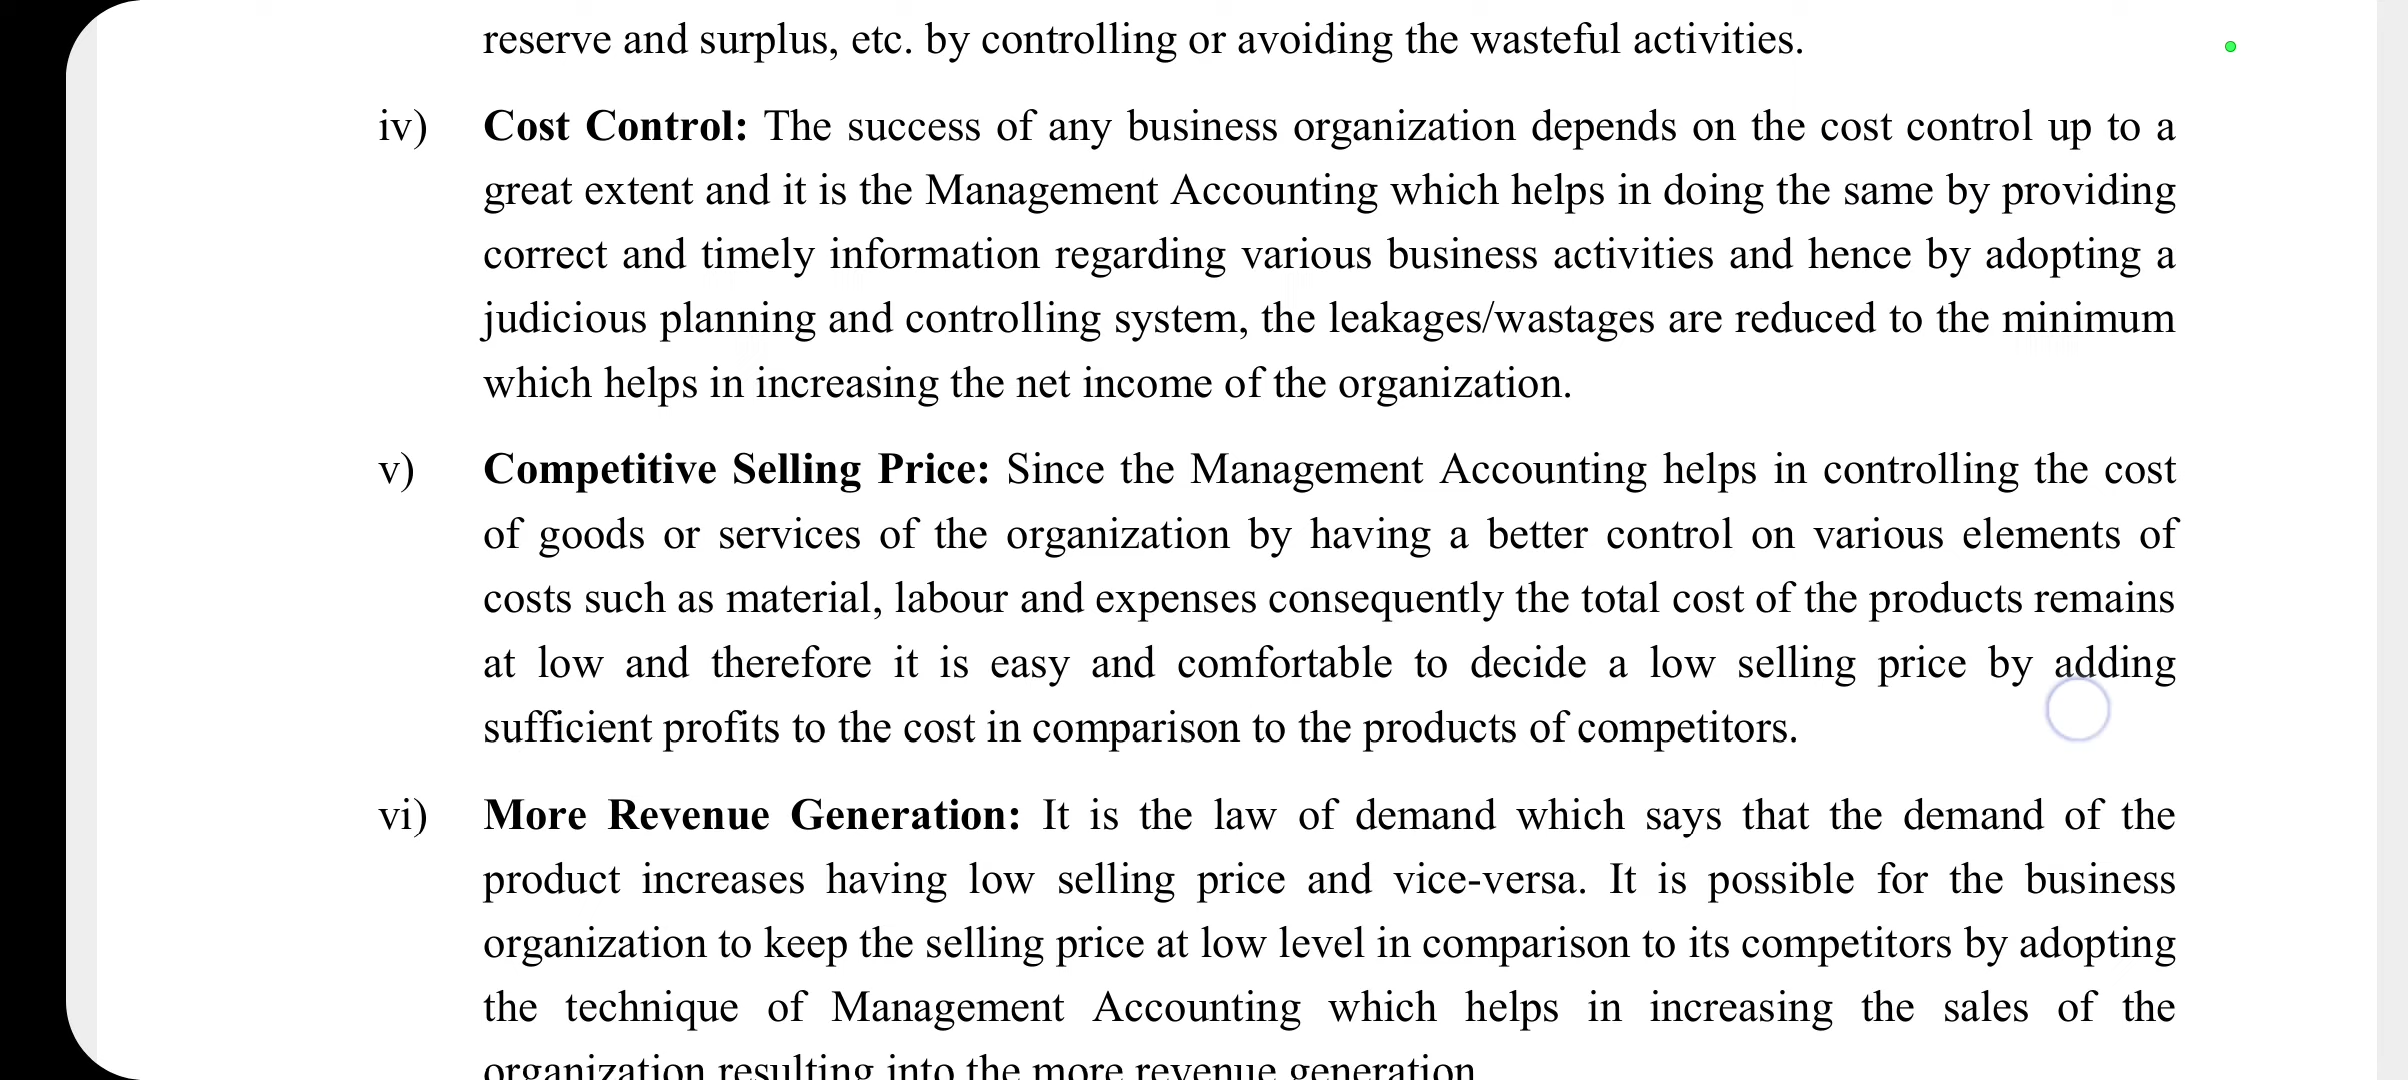 reserve and surplus, etc. by controlling or avoiding the wasteful activities.
iv) Cost Control: The success of any business organization depends on the cost control up to a
great extent and it is the Management Accounting which helps in doing the same by providing
correct and timely information regarding various business activities and hence by adopting a
judicious planning and controlling system, the leakages/wastages are reduced to the minimum
which helps in increasing the net income of the organization.
v) Competitive Selling Price: Since the Management Accounting helps in controlling the cost
of goods or services of the organization by having a better control on various elements of
costs such as material, labour and expenses consequently the total cost of the products remains
at low and therefore it is easy and comfortable to decide a low selling price by adding
sufficient profits to the cost in comparison to the products of competitors.
vi) More Revenue Generation: It is the law of demand which says that the demand of the
product increases having low selling price and vice-versa. It is possible for the business
organization to keep the selling price at low level in comparison to its competitors by adopting
the technique of Management Accounting which helps in increasing the sales of the
organization resulting into the more revenue generation